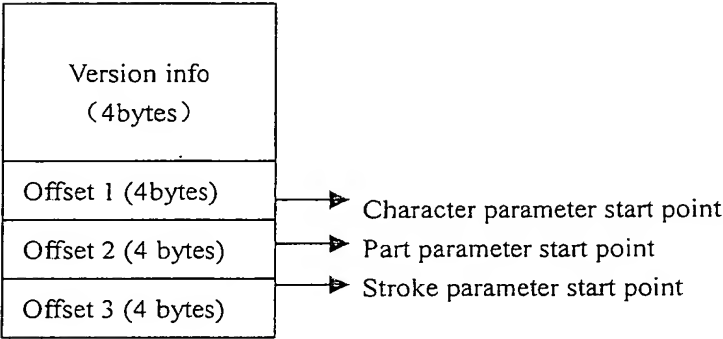 Version info
（4bytes）
Offset 1 (4bytes)
Character parameter start point
Offset 2 (4 bytes)
Part parameter start point
Stroke parameter start point
Offset 3 (4 bytes)